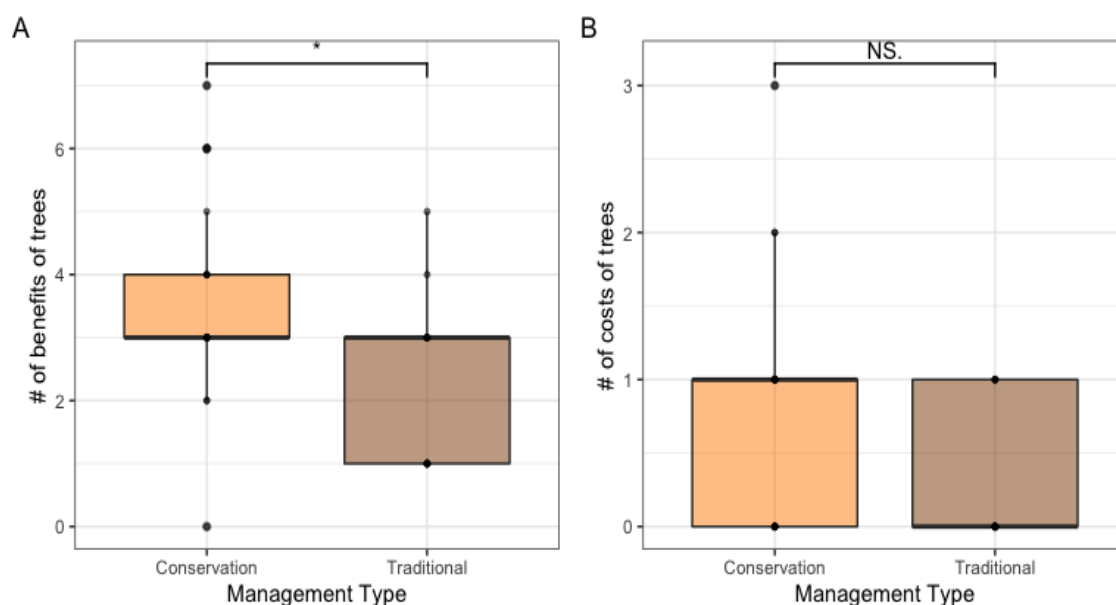 A
*
# of benefits of trees
6
4
2
0
Conservation
Traditional
Management Type
B
NS.
# of costs of trees
3
2
1
0
Conservation
Traditional
Management Type